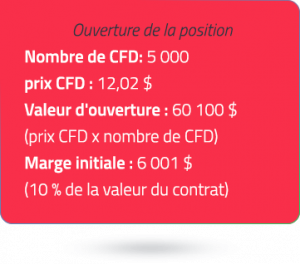 Ouverture de la position
Nombre de CFD: 5 000
prix CFD : 12,02 $
Valeur d'ouverture : 60 100 $
(prix CFD x nombre de CFD)
Marge initiale : 6 001 $
(10 % de la valeur du contrat)